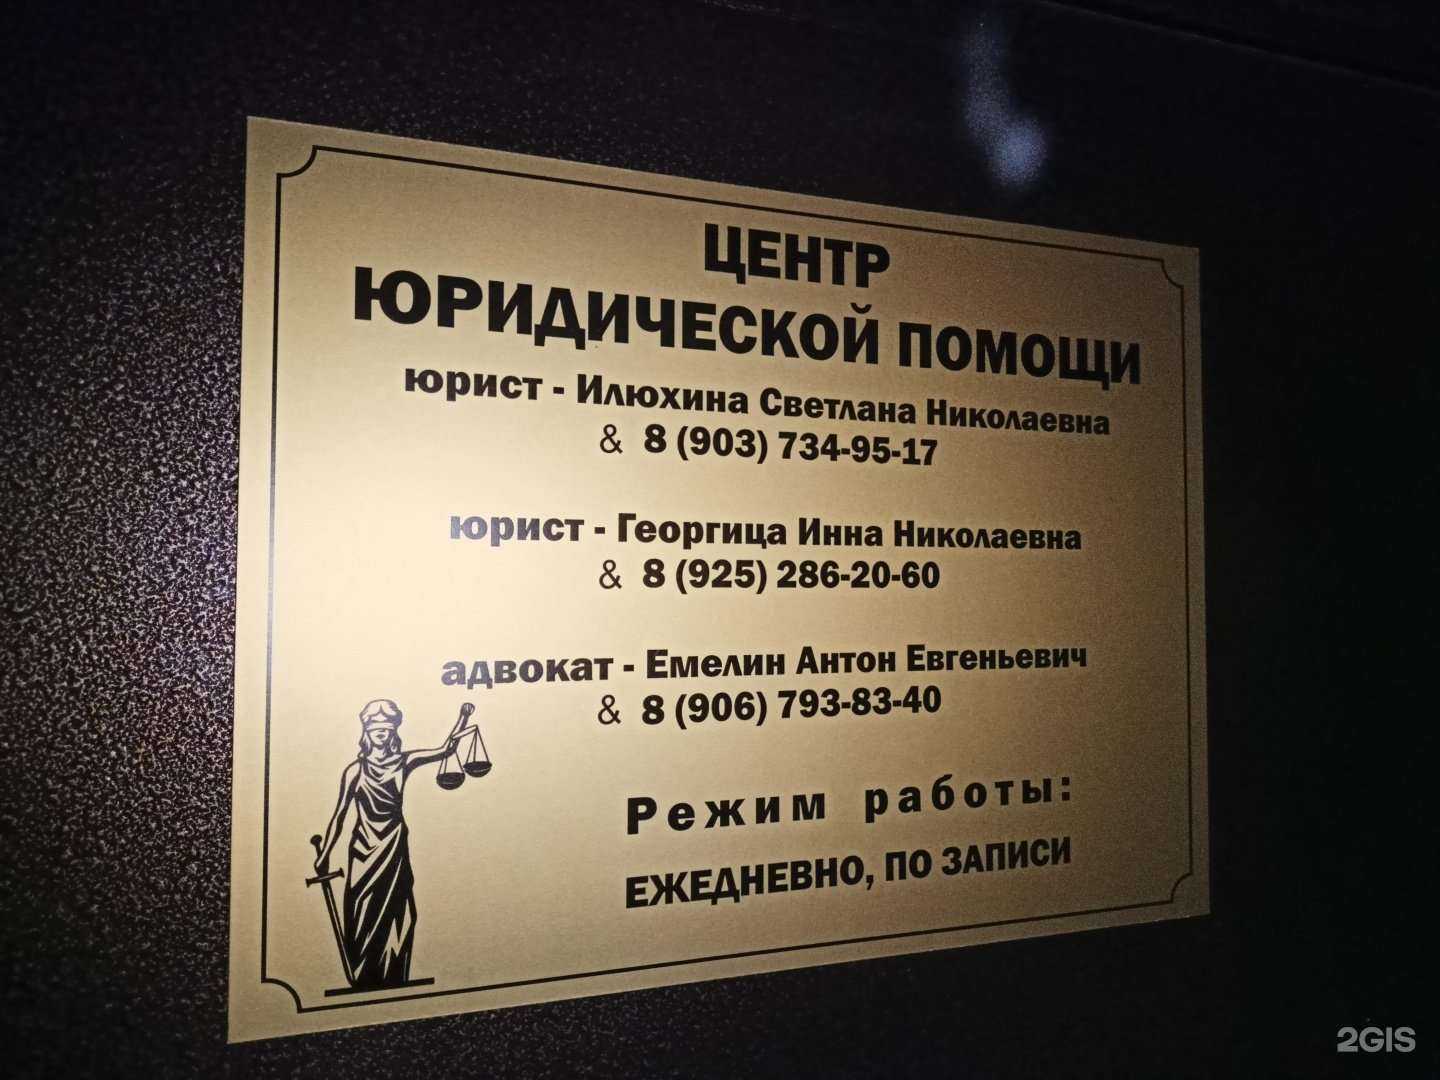 ЦЕНТР
ЮРИДИЧЕСКОЙ ПОМОЩИ
юрист - Илюхина Светлана Николаевна
& 8 (903) 734-95-17
юрист - Георгица Инна Николаевна
& 8 (925) 286-20-60
адвокат - Емелин Антон Евгеньевич
& 8 (906) 793-83-40
Режим работы:
ЕЖЕДНЕВНО, ПО ЗАПИСИ
2GIS